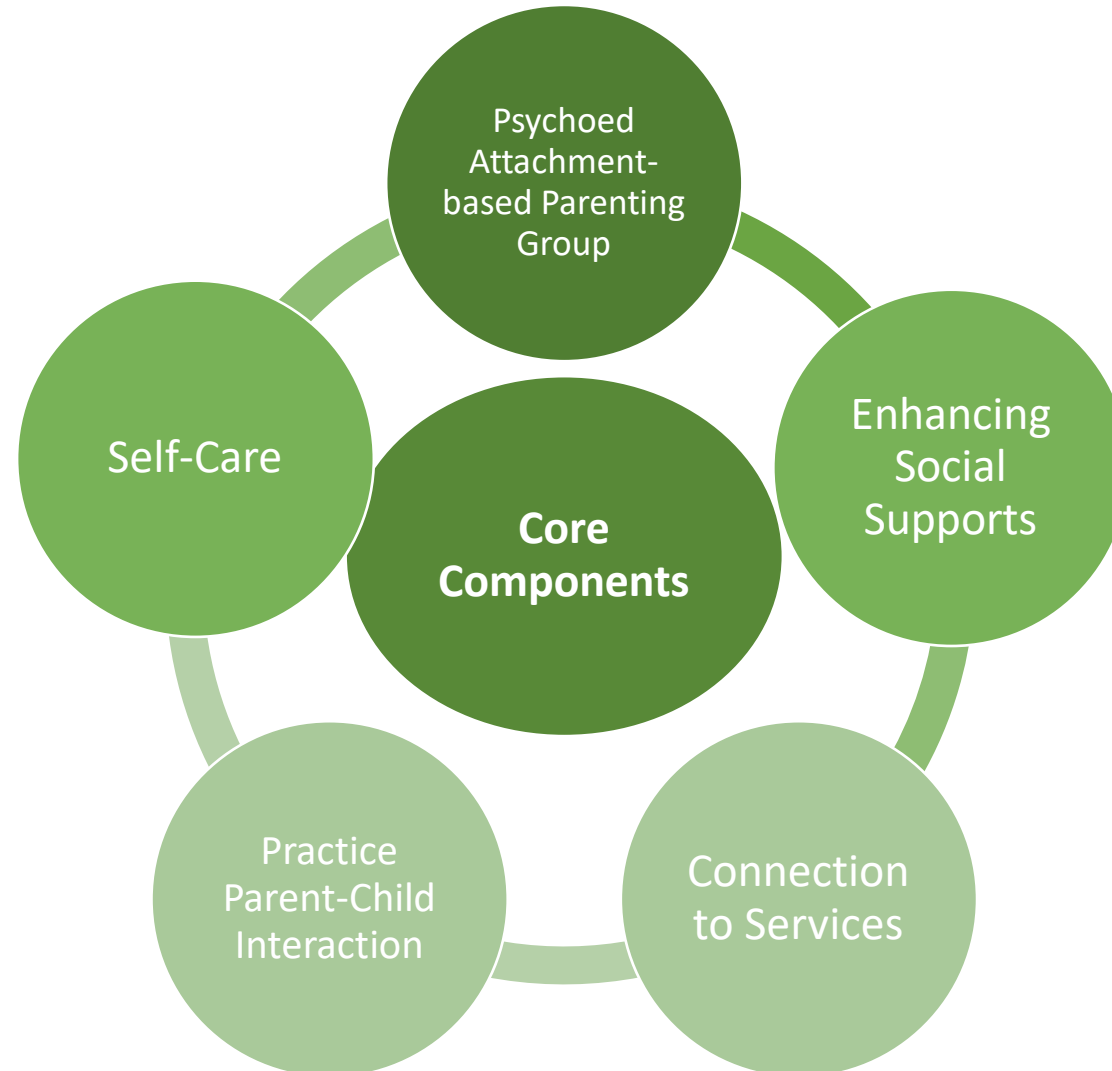 Psychoed
Attachment-
based Parenting
Group
Enhancing
Social
Supports
Connection
to Services
Practice
Parent-Child
Interaction
Self-Care
Core
Components